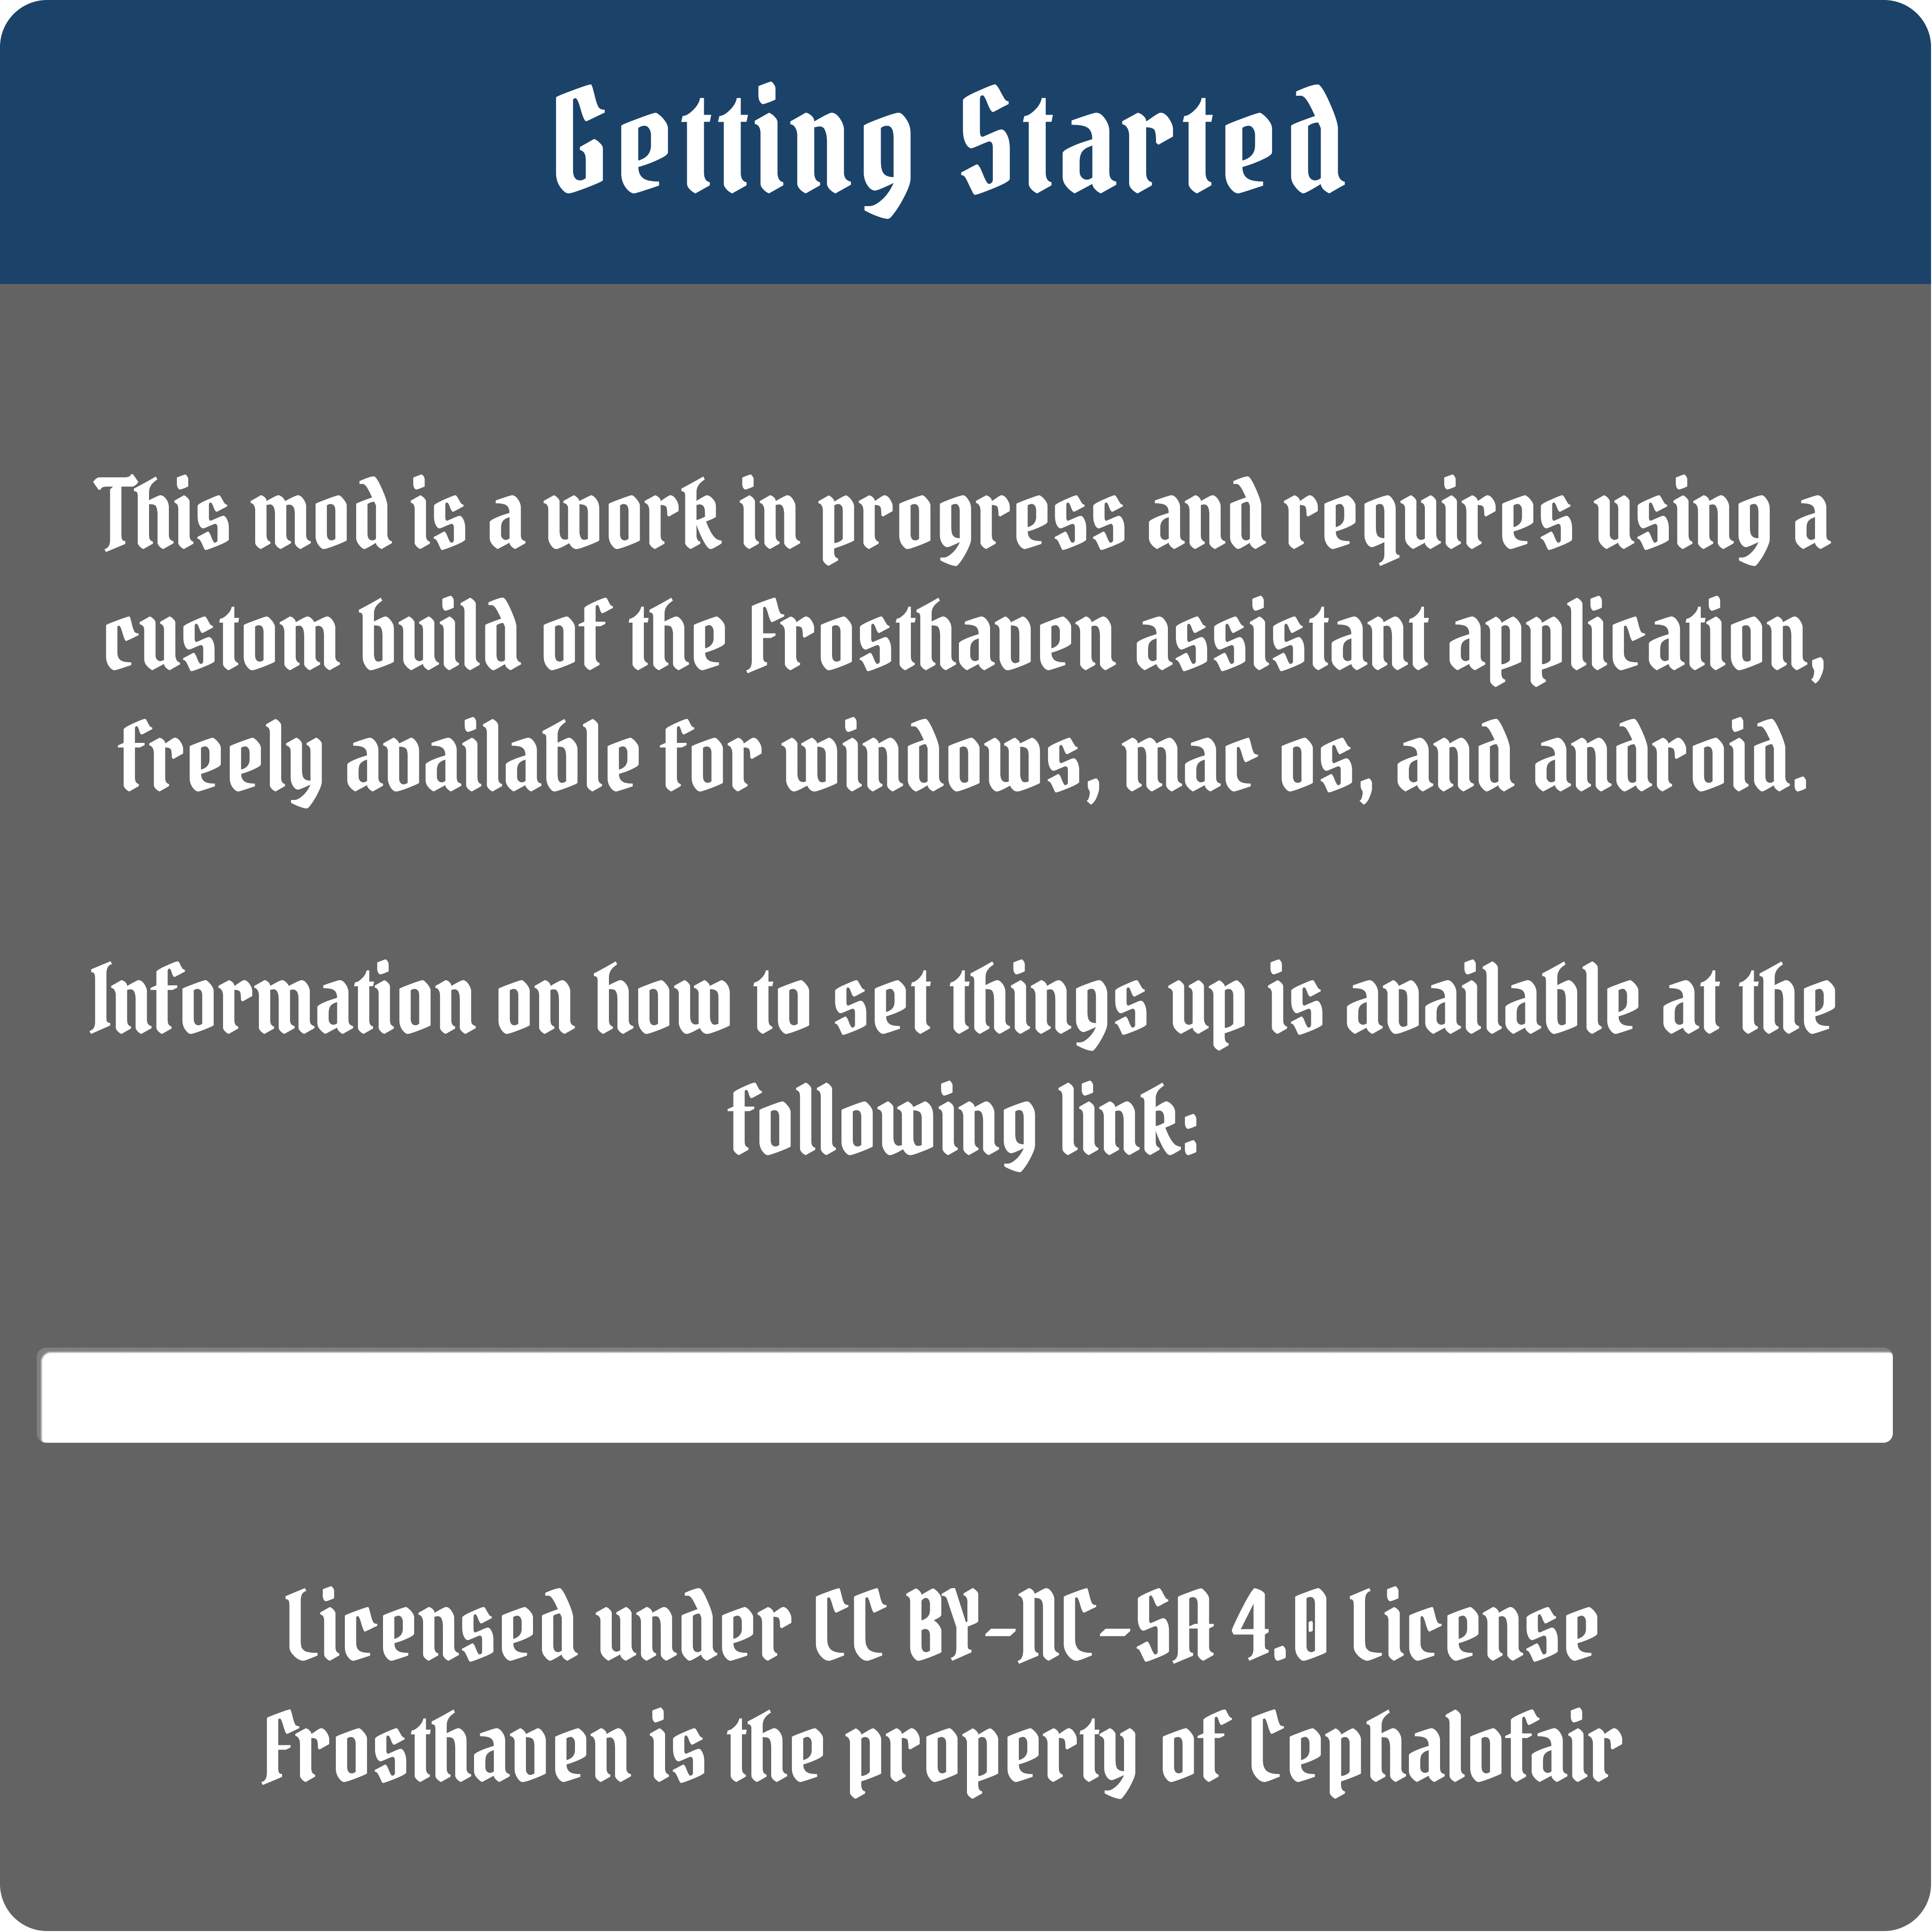 Getting Started
This mod is a work in progress and requires using a
custom build of the Frosthaven assistant application,
freely available for windows, mac os, and android.
Information on how to set things up is available at the
following link:
Licensed under CC BY-NC-SA 4.0 License
Frosthaven is the property of Cephalofair